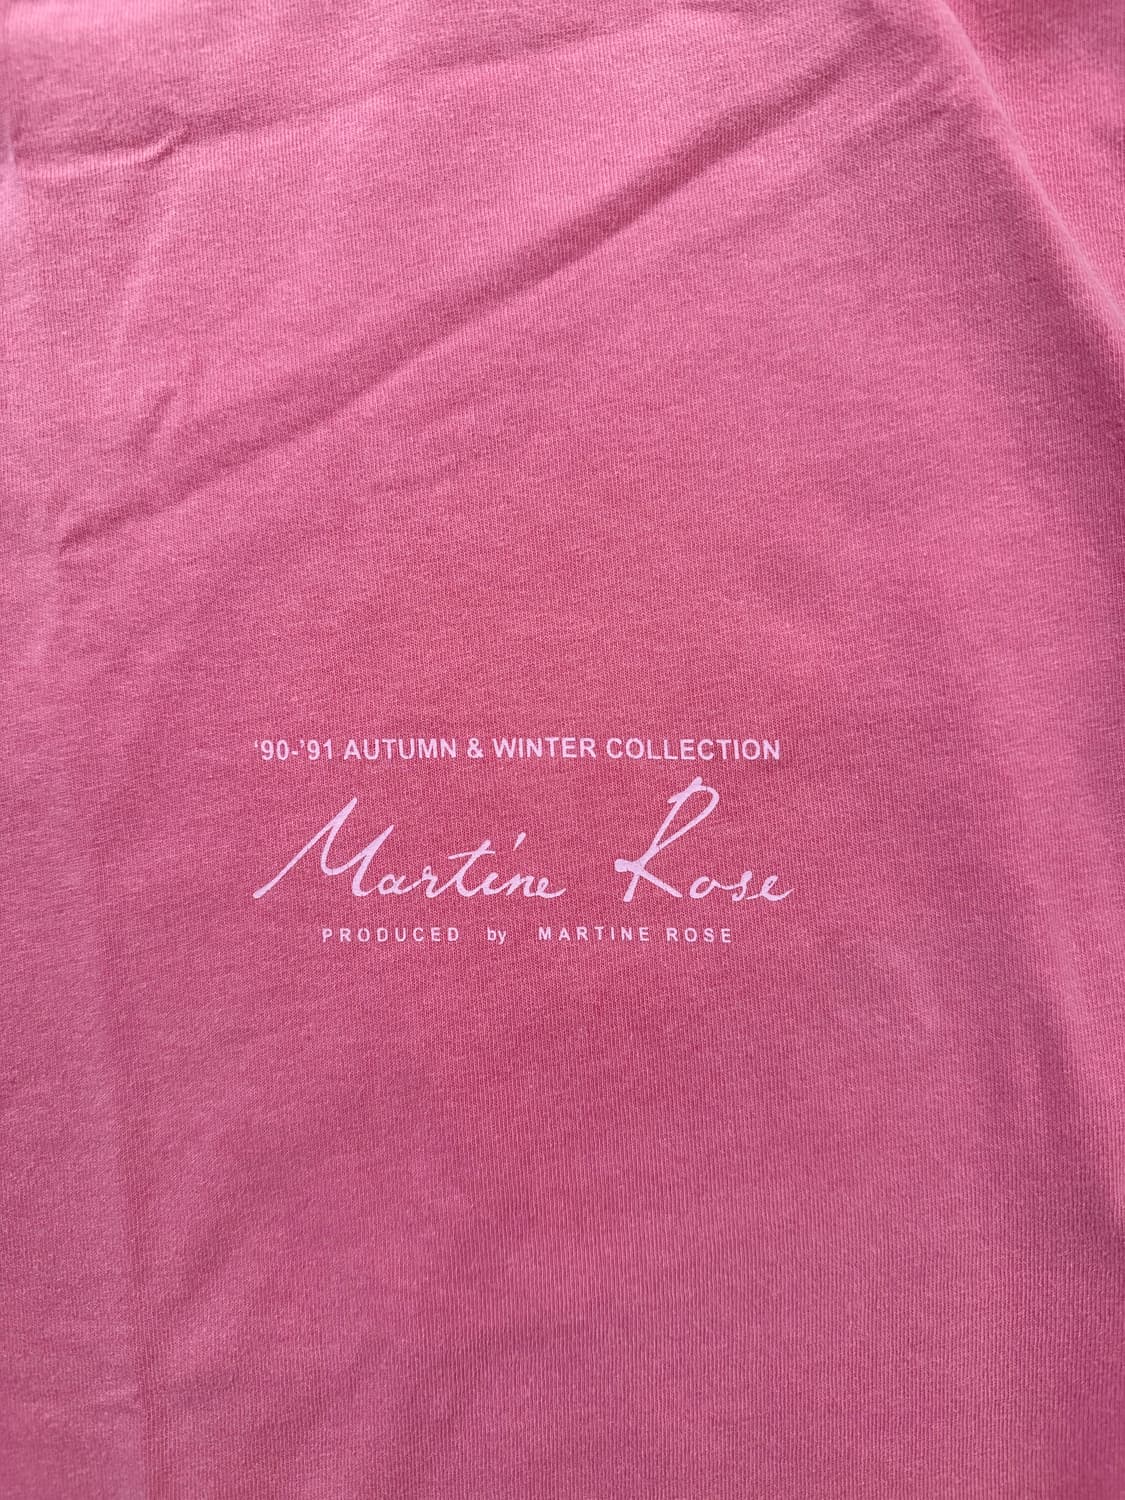 ‘90-’91 AUTUMN & WINTER COLLECTION
Martine Rose
PRODUCED by MARTINE ROSE